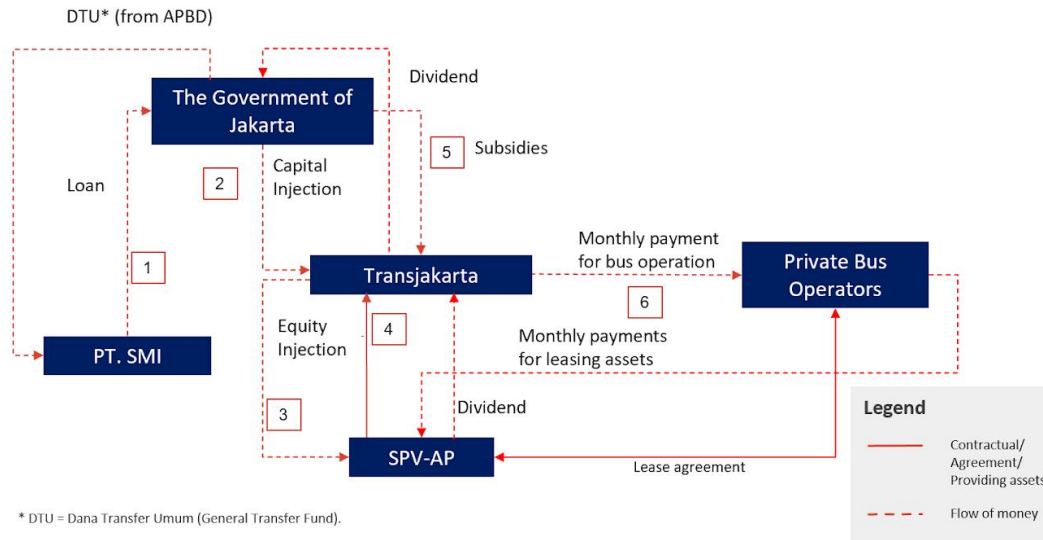 DTU* (from APBD)
The Government of
Jakarta
Dividend
5
Subsidies
2
Capital
Injection
Loan
1
Transjakarta
Monthly payment
for bus operation
6
Private Bus
Operators
PT. SMI
Equity
Injection
4
Monthly payments
for leasing assets
3
Dividend
SPV-AP
Lease agreement
Legend
Contractual/
Agreement/
Providing assets
Flow of money
* DTU = Dana Transfer Umum (General Transfer Fund).